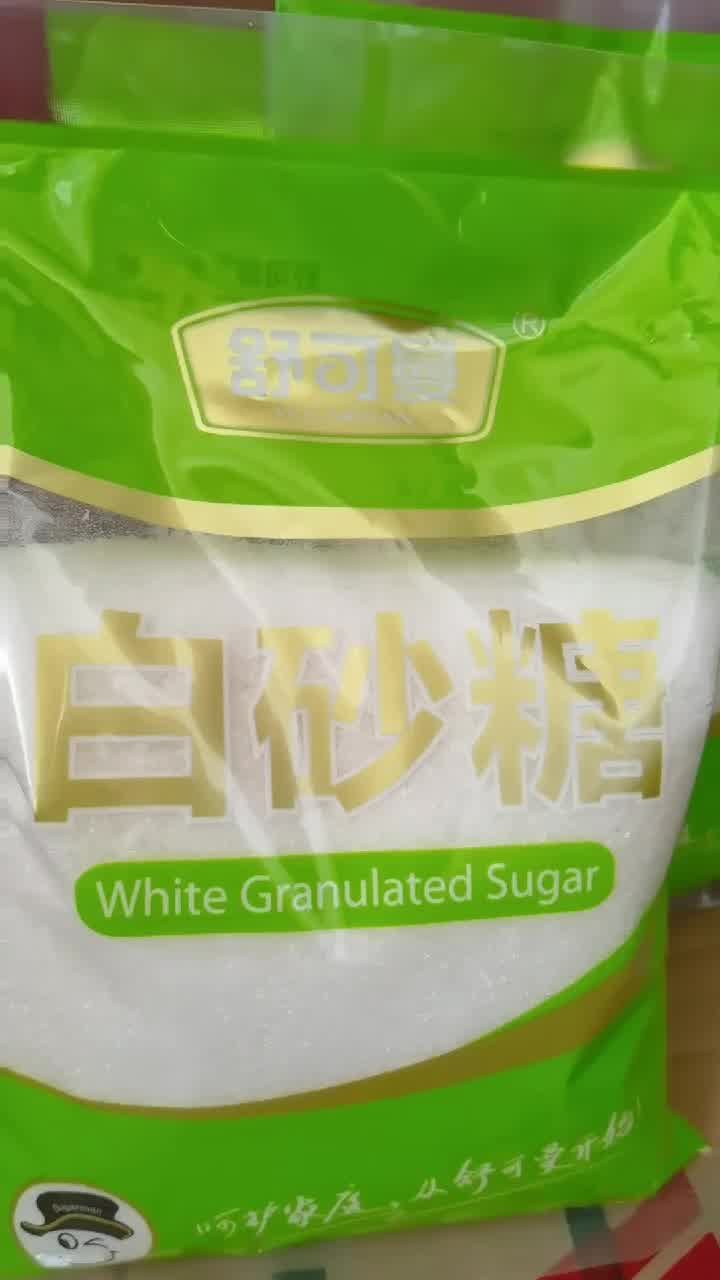 舒可曼
®
白砂糖
White Granulated Sugar
呵护家庭，从舒可曼开始！
Sugarman